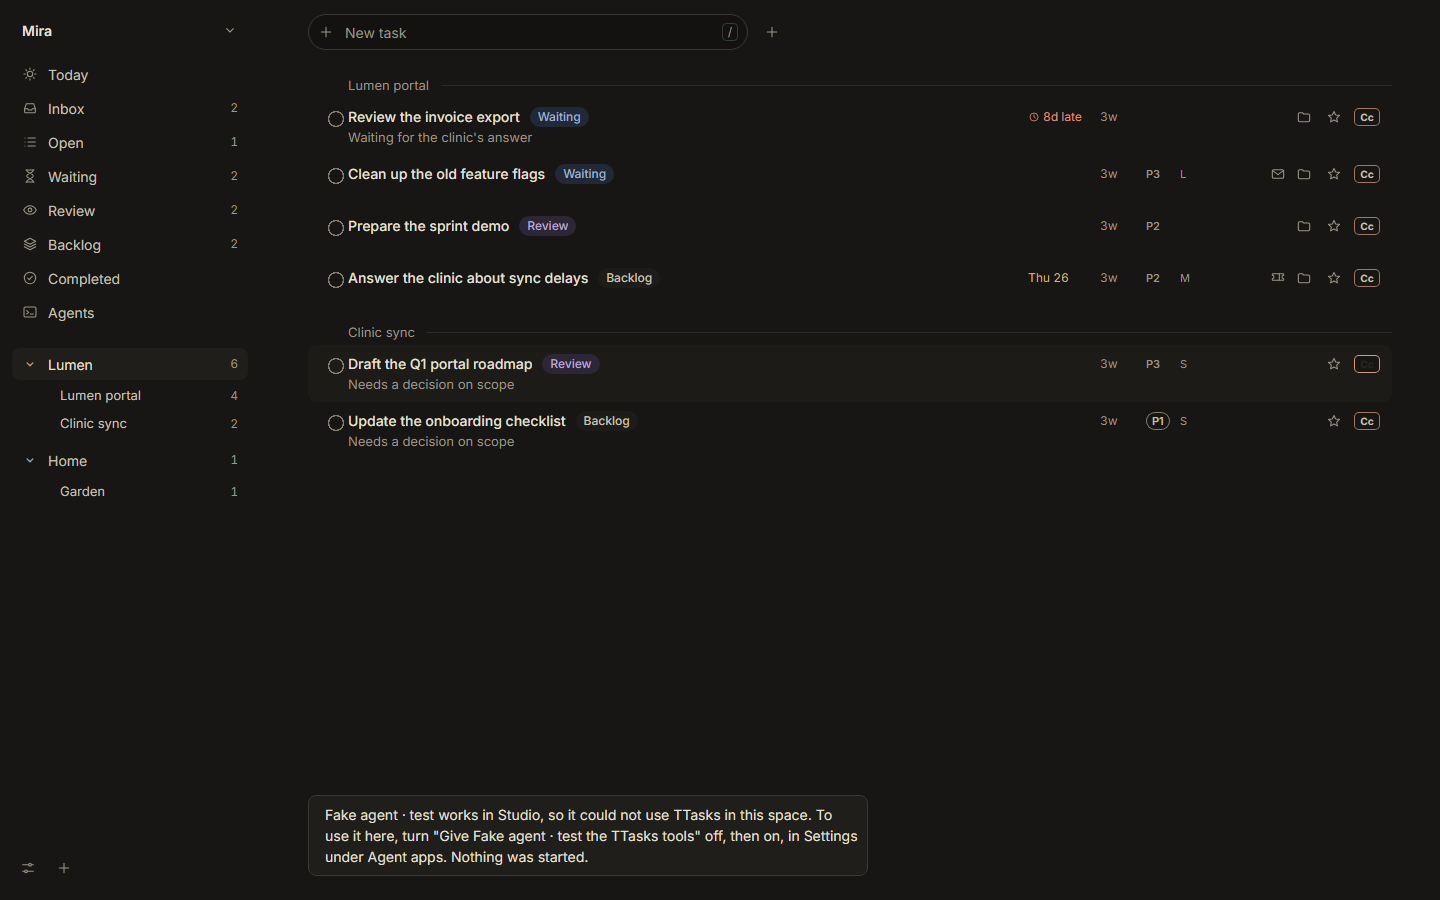 Mira
Today
Inbox 2
Open 1
Waiting 2
Review 2
Backlog 2
Completed
Agents
Lumen 6
Lumen portal 4
Clinic sync 2
Home 1
Garden 1
New task /
Lumen portal
Review the invoice export Waiting 8d late 3w Cc
Waiting for the clinic's answer
Clean up the old feature flags Waiting 3w P3 L Cc
Prepare the sprint demo Review 3w P2 Cc
Answer the clinic about sync delays Backlog Thu 26 3w P2 M Cc
Clinic sync
Draft the Q1 portal roadmap Review 3w P3 S Cc
Needs a decision on scope
Update the onboarding checklist Backlog 3w P1 S Cc
Needs a decision on scope
Fake agent · test works in Studio, so it could not use TTasks in this space. To
use it here, turn "Give Fake agent · test the TTasks tools" off, then on, in Settings
under Agent apps. Nothing was started.